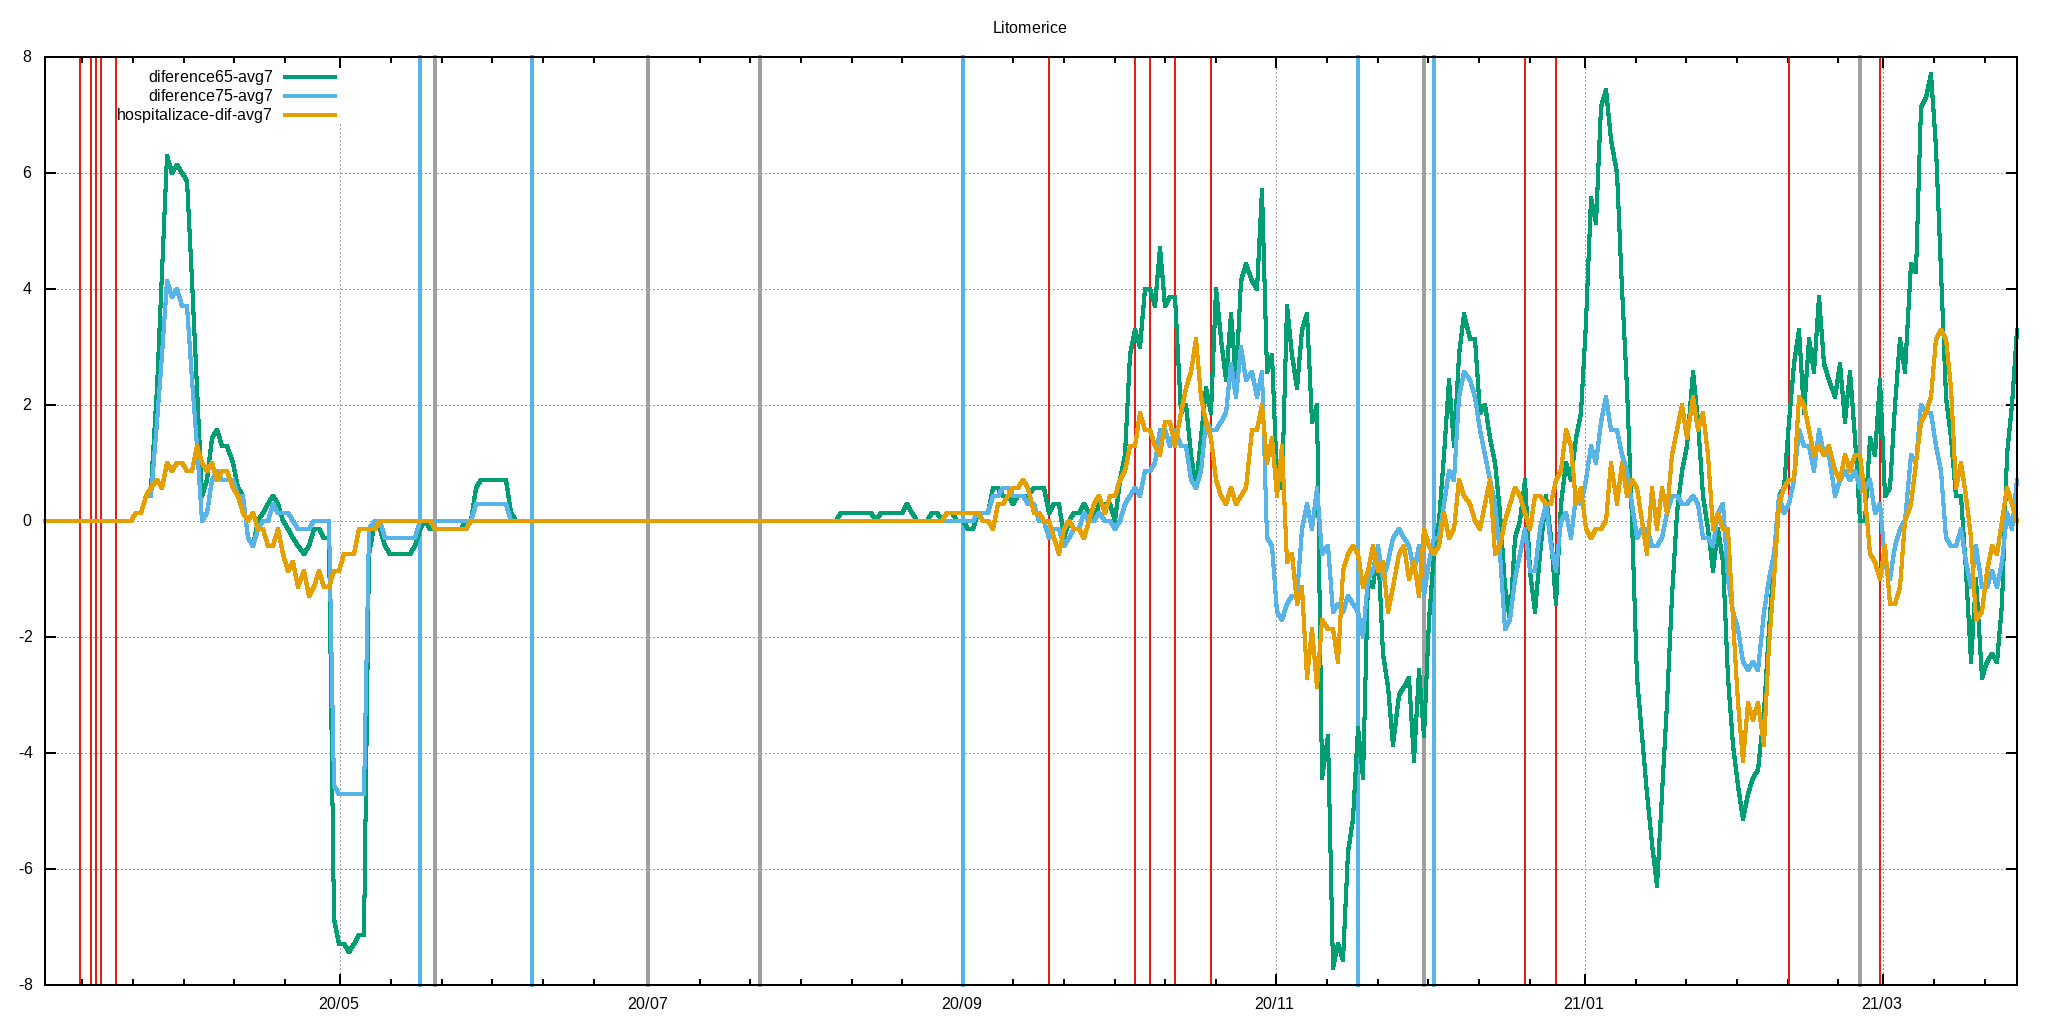 Litomerice
diference65-avg7
diference75-avg7
hospitalizace-dif-avg7
8
6
4
2
0
-2
-4
-6
-8
20/05 20/07 20/09 20/11 21/01 21/03